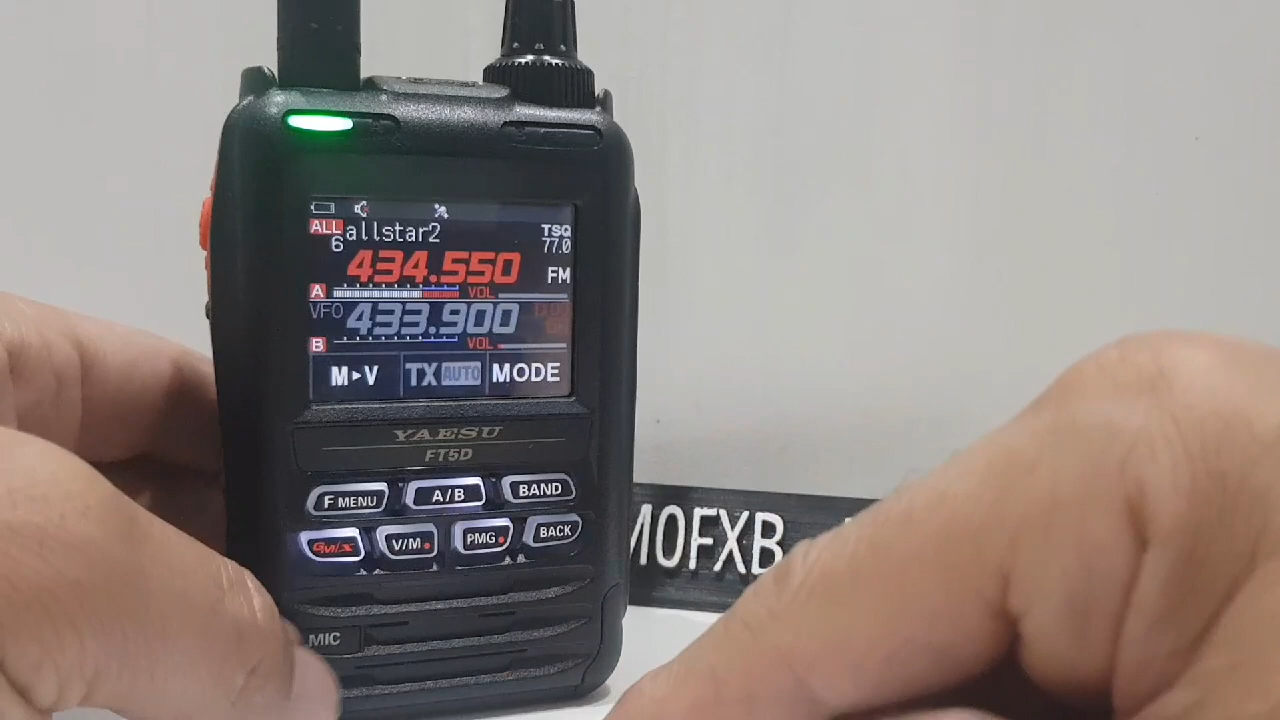 ALL allstar2 TSQ
6 77.0
434.550 FM
A VOL
VFO 433.900
B VOL
M▸V TX AUTO MODE
YAESU
FT5D
F MENU A/B BAND
GM/X V/M PMG BACK
MIC
M0FXB